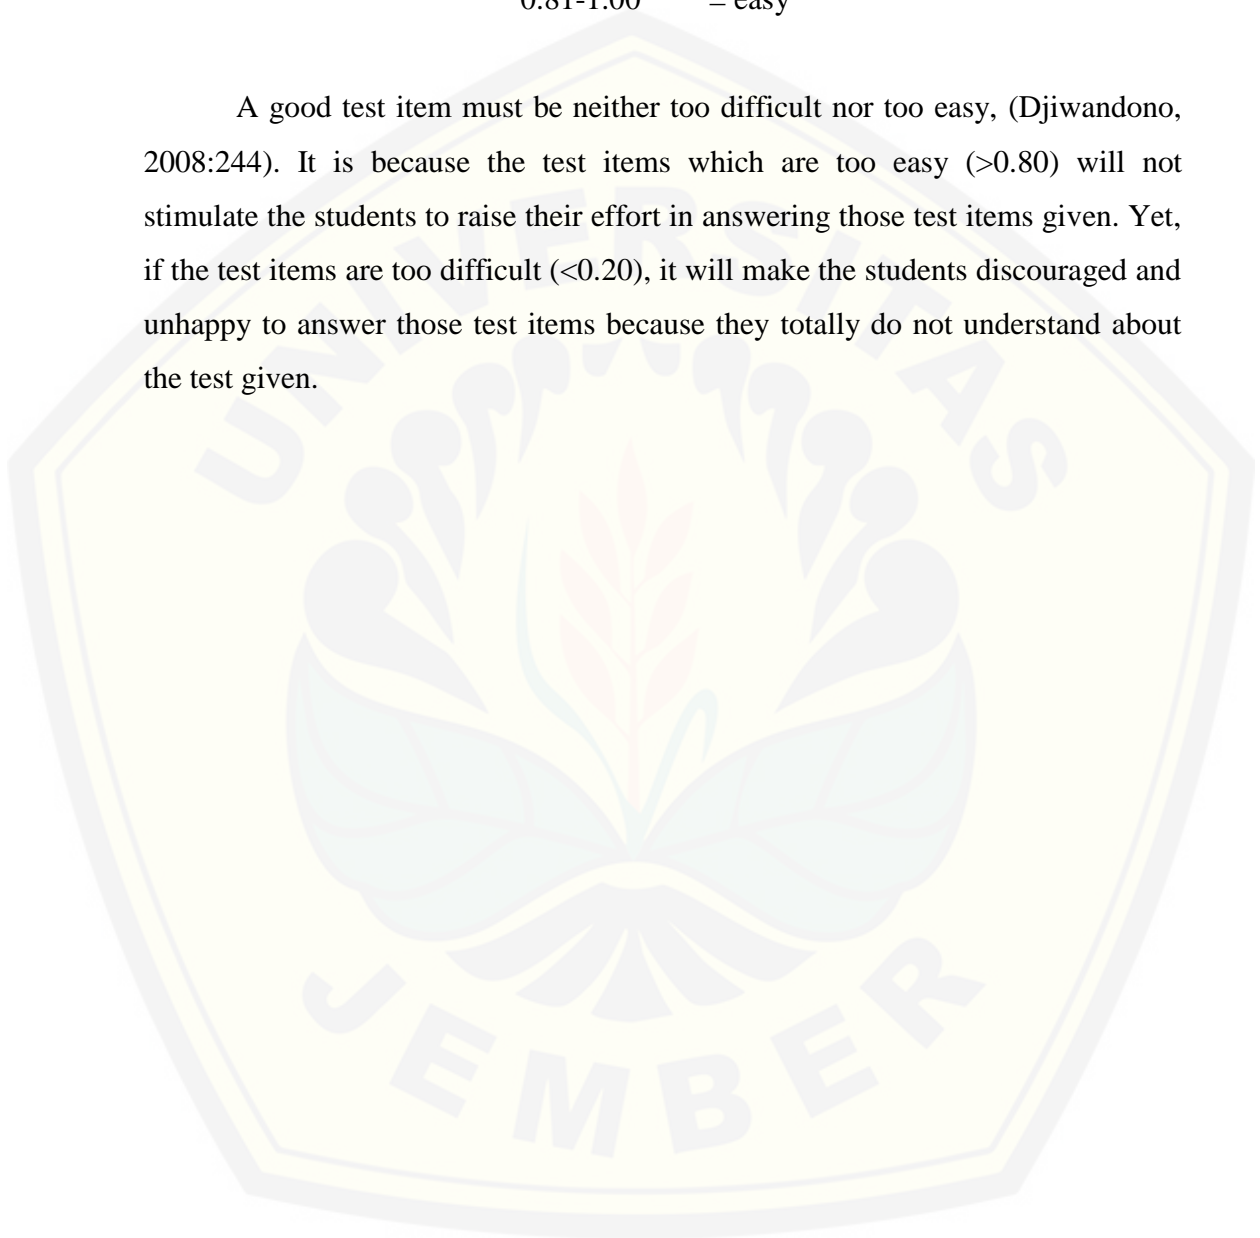 0.81-1.00 = easy
A good test item must be neither too difficult nor too easy, (Djiwandono,
2008:244). It is because the test items which are too easy (>0.80) will not
stimulate the students to raise their effort in answering those test items given. Yet,
if the test items are too difficult (<0.20), it will make the students discouraged and
unhappy to answer those test items because they totally do not understand about
the test given.
UNIVERSITAS
JEMBER